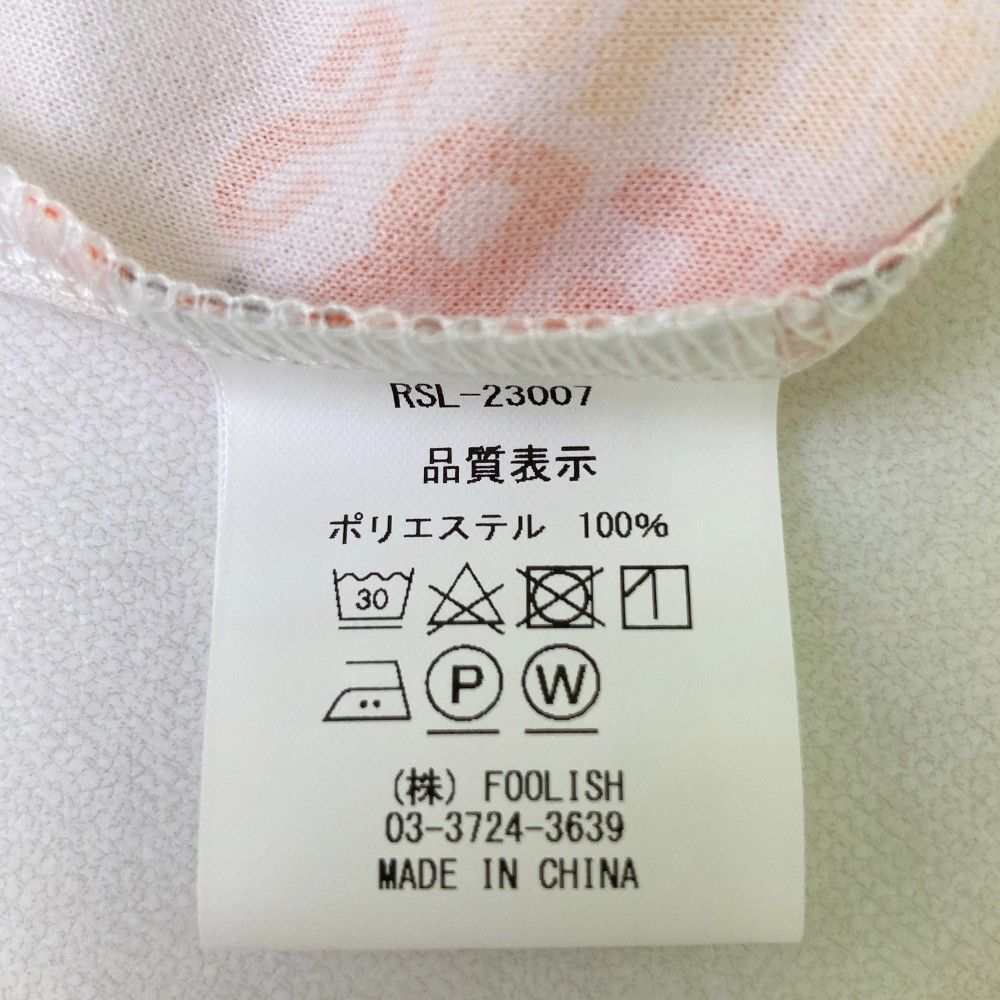 RSL-23007
品質表示
ポリエステル 100%
30
P W
(株) FOOLISH
03-3724-3639
MADE IN CHINA